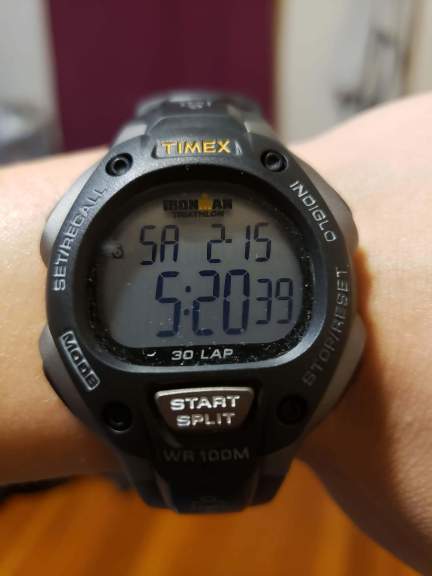 TIMEX
IRONMAN
TRIATHLON
SET/RECALL
INDIGLO
SA 2-15
5:20 39
MODE
STOP/RESET
30 LAP
START
SPLIT
WR 100M